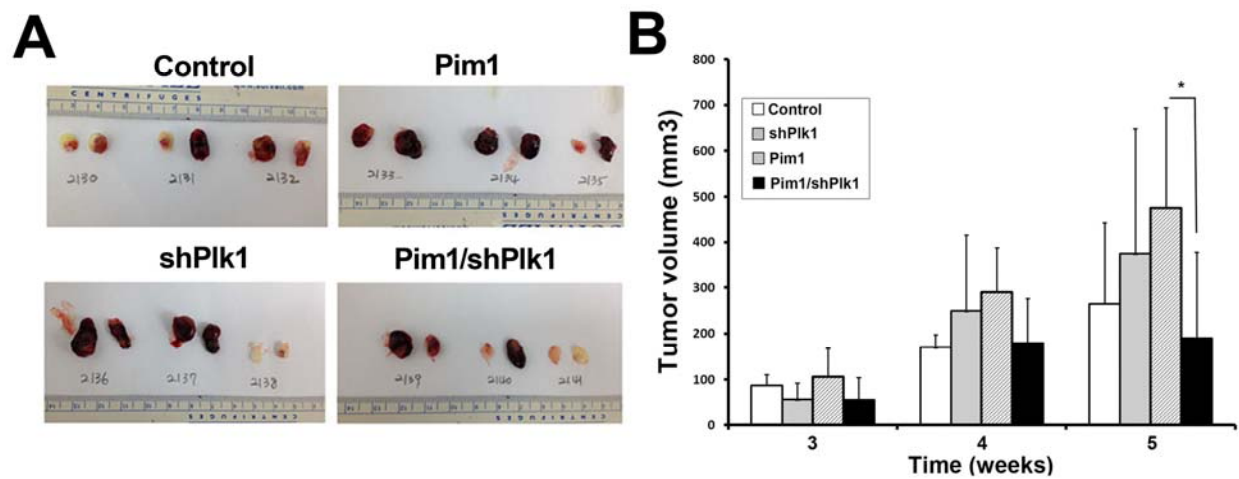 A
Control
Pim1
CENTRIFUGES
2130
2131
2132
2133
2134
2135
CENTRIFUGES
shPlk1
Pim1/shPlk1
2136
2137
2138
2139
2140
2141
CENTRIFUGES
CENTRIFUGES
B
800
700
600
500
400
300
200
100
0
Tumor volume (mm3)
Control
shPlk1
Pim1
Pim1/shPlk1
*
3
4
5
Time (weeks)